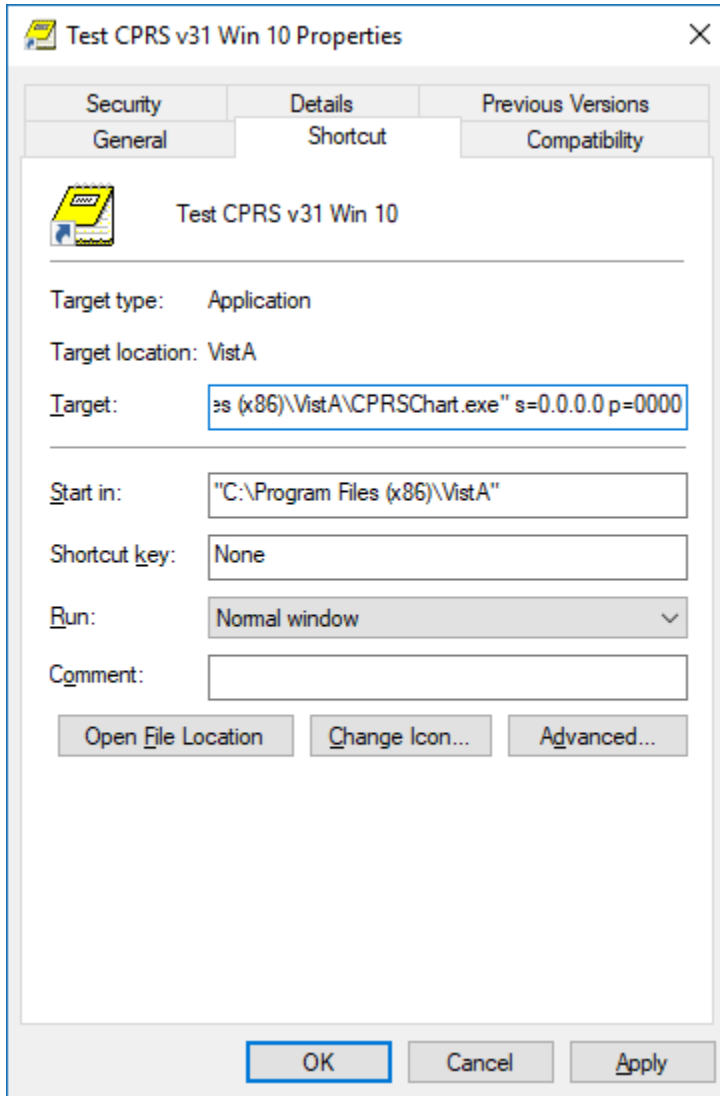 Test CPRS v31 Win 10 Properties
Security Details Previous Versions
General Shortcut Compatibility
Test CPRS v31 Win 10
Target type: Application
Target location: VistA
Target: es (x86)\VistA\CPRSChart.exe" s=0.0.0.0 p=0000
Start in: "C:\Program Files (x86)\VistA"
Shortcut key: None
Run: Normal window
Comment:
Open File Location Change Icon... Advanced...
OK Cancel Apply